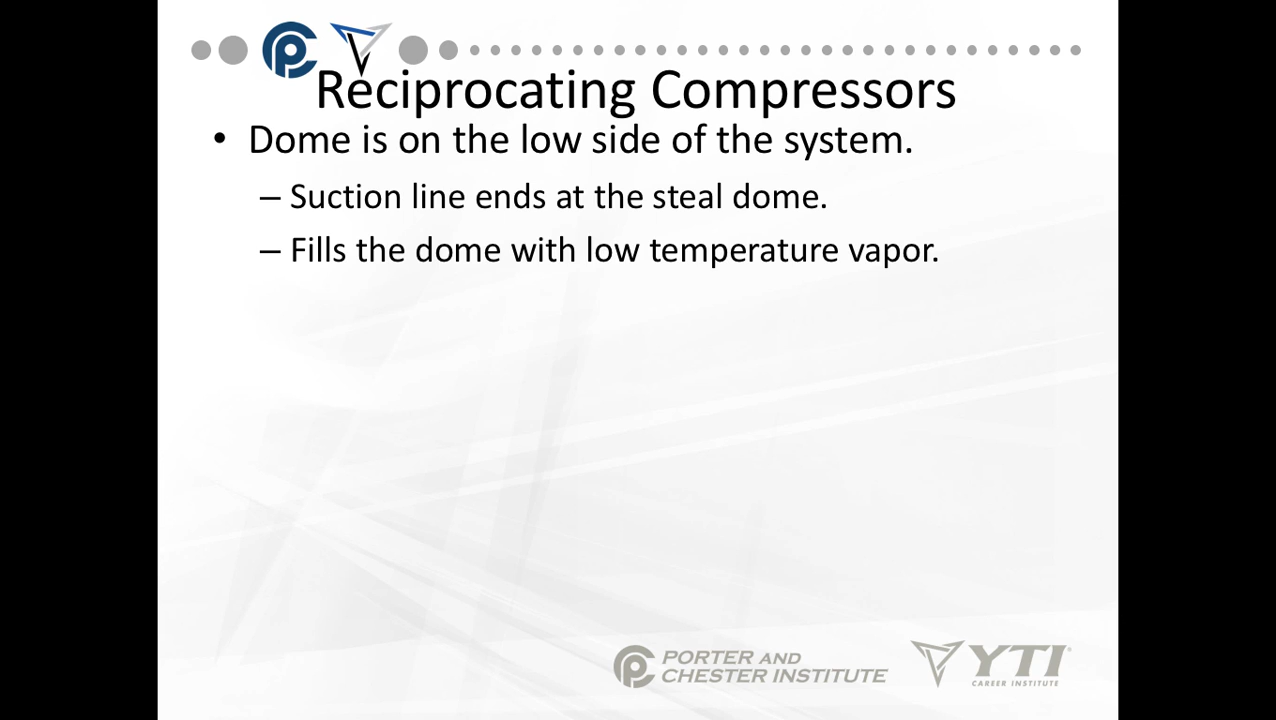 Reciprocating Compressors
• Dome is on the low side of the system.
– Suction line ends at the steal dome.
– Fills the dome with low temperature vapor.
PORTER AND
CHESTER INSTITUTE
YTI
CAREER INSTITUTE